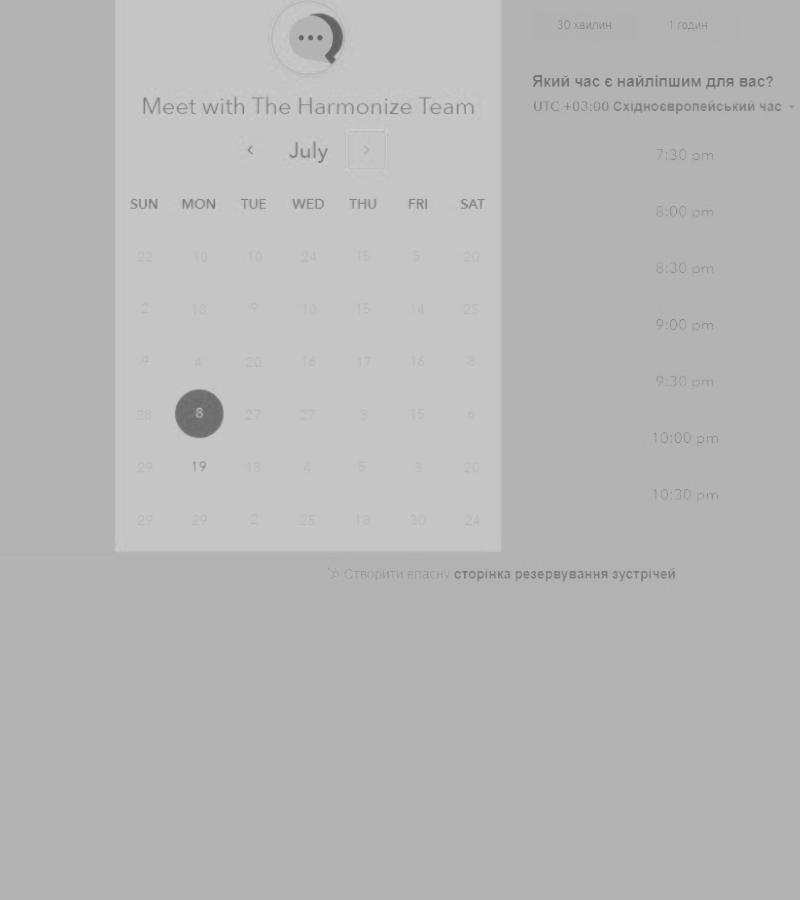 Meet with The Harmonize Team
July
SUN MON TUE WED THU FRI SAT
22 10 10 24 15 5 20
2 18 9 10 15 14 25
9 4 20 16 17 16 8
28 8 27 27 3 15 6
29 19 18 4 5 3 20
29 29 2 25 18 30 24
30 хвилин 1 годин
Який час є найліпшим для вас?
UTC +03:00 Східноєвропейський час
7:30 pm
8:00 pm
8:30 pm
9:00 pm
9:30 pm
10:00 pm
10:30 pm
Створити власну сторінка резервування зустрічей